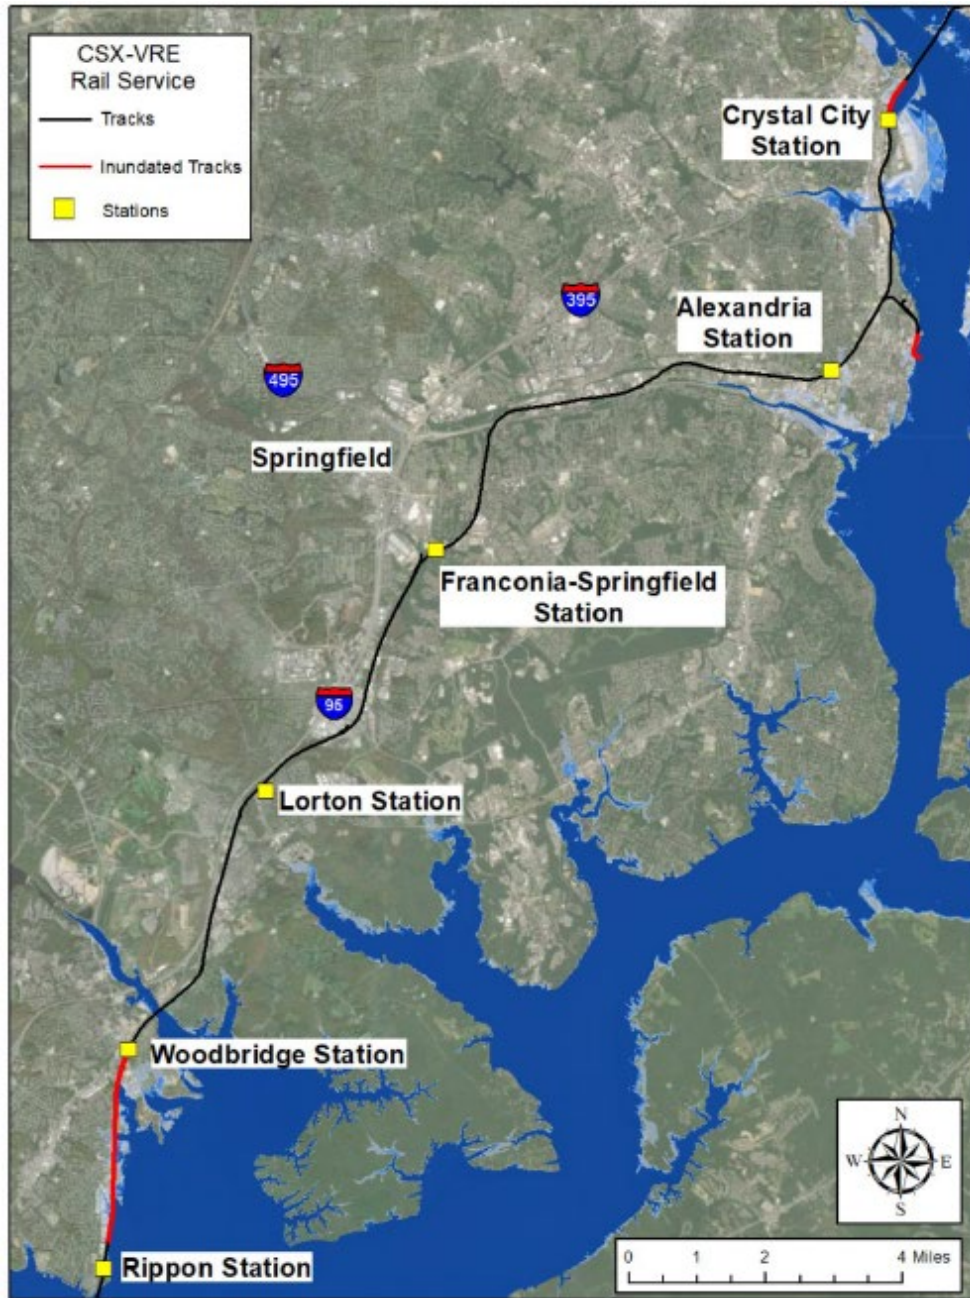 CSX-VRE
Rail Service
Tracks
Inundated Tracks
Stations
Crystal City
Station
395
Alexandria
Station
495
Springfield
Franconia-Springfield
Station
95
Lorton Station
Woodbridge Station
N
W E
S
0 1 2 4 Miles
Rippon Station